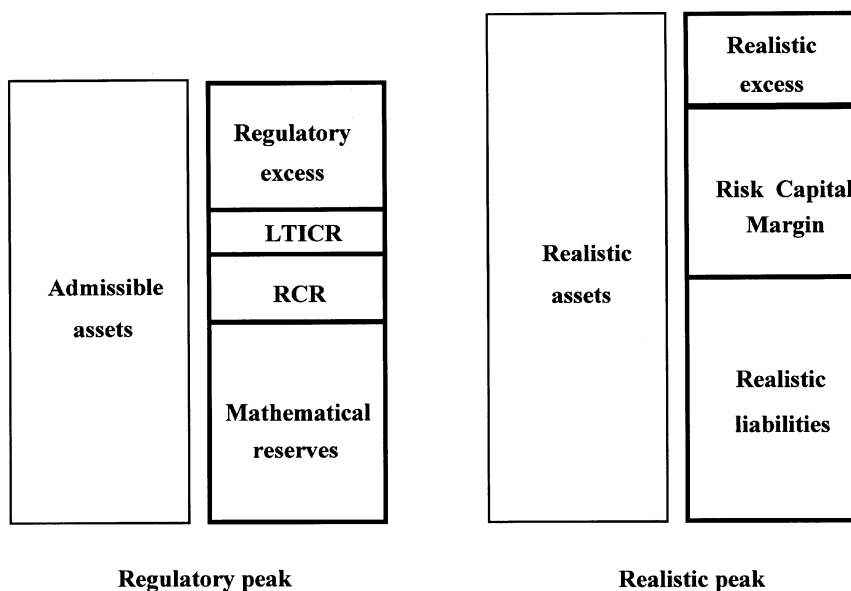 Admissible
assets
Regulatory
excess
LTICR
RCR
Mathematical
reserves
Regulatory peak
Realistic
assets
Realistic
excess
Risk Capital
Margin
Realistic
liabilities
Realistic peak